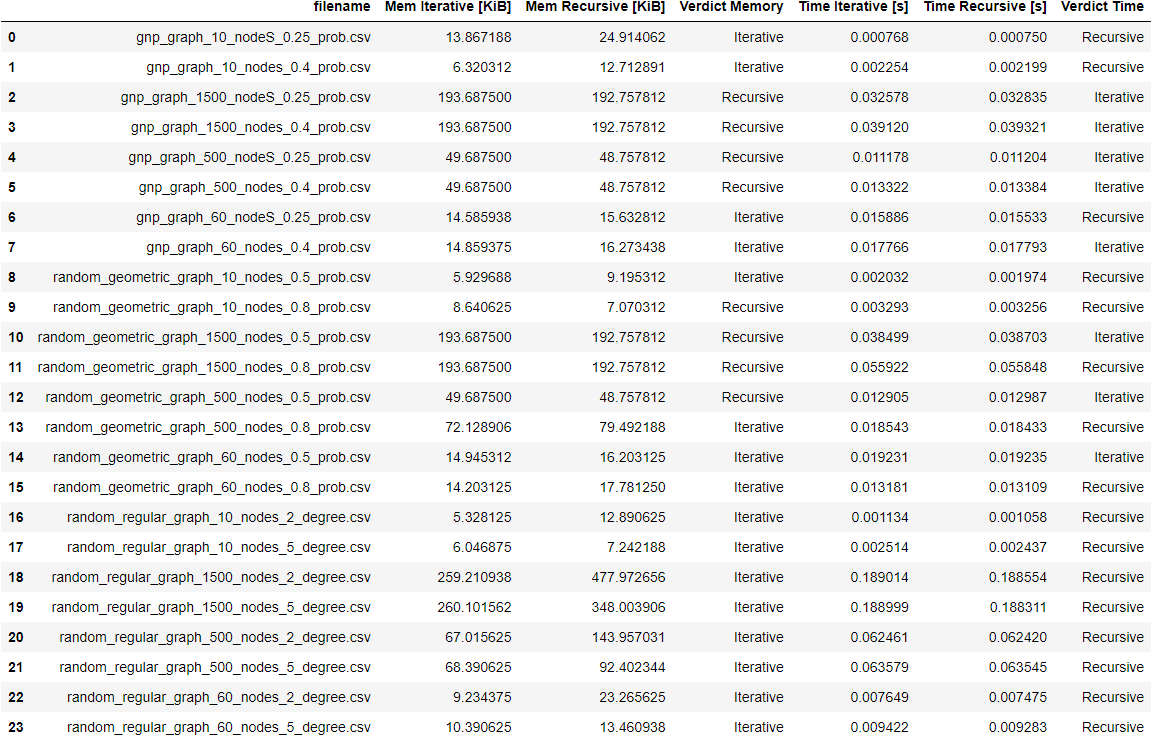 filename Mem Iterative [KiB] Mem Recursive [KiB] Verdict Memory Time Iterative [s] Time Recursive [s] Verdict Time
0 gnp_graph_10_nodeS_0.25_prob.csv 13.867188 24.914062 Iterative 0.000768 0.000750 Recursive
1 gnp_graph_10_nodes_0.4_prob.csv 6.320312 12.712891 Iterative 0.002254 0.002199 Recursive
2 gnp_graph_1500_nodeS_0.25_prob.csv 193.687500 192.757812 Recursive 0.032578 0.032835 Iterative
3 gnp_graph_1500_nodes_0.4_prob.csv 193.687500 192.757812 Recursive 0.039120 0.039321 Iterative
4 gnp_graph_500_nodeS_0.25_prob.csv 49.687500 48.757812 Recursive 0.011178 0.011204 Iterative
5 gnp_graph_500_nodes_0.4_prob.csv 49.687500 48.757812 Recursive 0.013322 0.013384 Iterative
6 gnp_graph_60_nodeS_0.25_prob.csv 14.585938 15.632812 Iterative 0.015886 0.015533 Recursive
7 gnp_graph_60_nodes_0.4_prob.csv 14.859375 16.273438 Iterative 0.017766 0.017793 Iterative
8 random_geometric_graph_10_nodes_0.5_prob.csv 5.929688 9.195312 Iterative 0.002032 0.001974 Recursive
9 random_geometric_graph_10_nodes_0.8_prob.csv 8.640625 7.070312 Recursive 0.003293 0.003256 Recursive
10 random_geometric_graph_1500_nodes_0.5_prob.csv 193.687500 192.757812 Recursive 0.038499 0.038703 Iterative
11 random_geometric_graph_1500_nodes_0.8_prob.csv 193.687500 192.757812 Recursive 0.055922 0.055848 Recursive
12 random_geometric_graph_500_nodes_0.5_prob.csv 49.687500 48.757812 Recursive 0.012905 0.012987 Iterative
13 random_geometric_graph_500_nodes_0.8_prob.csv 72.128906 79.492188 Iterative 0.018543 0.018433 Recursive
14 random_geometric_graph_60_nodes_0.5_prob.csv 14.945312 16.203125 Iterative 0.019231 0.019235 Iterative
15 random_geometric_graph_60_nodes_0.8_prob.csv 14.203125 17.781250 Iterative 0.013181 0.013109 Recursive
16 random_regular_graph_10_nodes_2_degree.csv 5.328125 12.890625 Iterative 0.001134 0.001058 Recursive
17 random_regular_graph_10_nodes_5_degree.csv 6.046875 7.242188 Iterative 0.002514 0.002437 Recursive
18 random_regular_graph_1500_nodes_2_degree.csv 259.210938 477.972656 Iterative 0.189014 0.188554 Recursive
19 random_regular_graph_1500_nodes_5_degree.csv 260.101562 348.003906 Iterative 0.188999 0.188311 Recursive
20 random_regular_graph_500_nodes_2_degree.csv 67.015625 143.957031 Iterative 0.062461 0.062420 Recursive
21 random_regular_graph_500_nodes_5_degree.csv 68.390625 92.402344 Iterative 0.063579 0.063545 Recursive
22 random_regular_graph_60_nodes_2_degree.csv 9.234375 23.265625 Iterative 0.007649 0.007475 Recursive
23 random_regular_graph_60_nodes_5_degree.csv 10.390625 13.460938 Iterative 0.009422 0.009283 Recursive